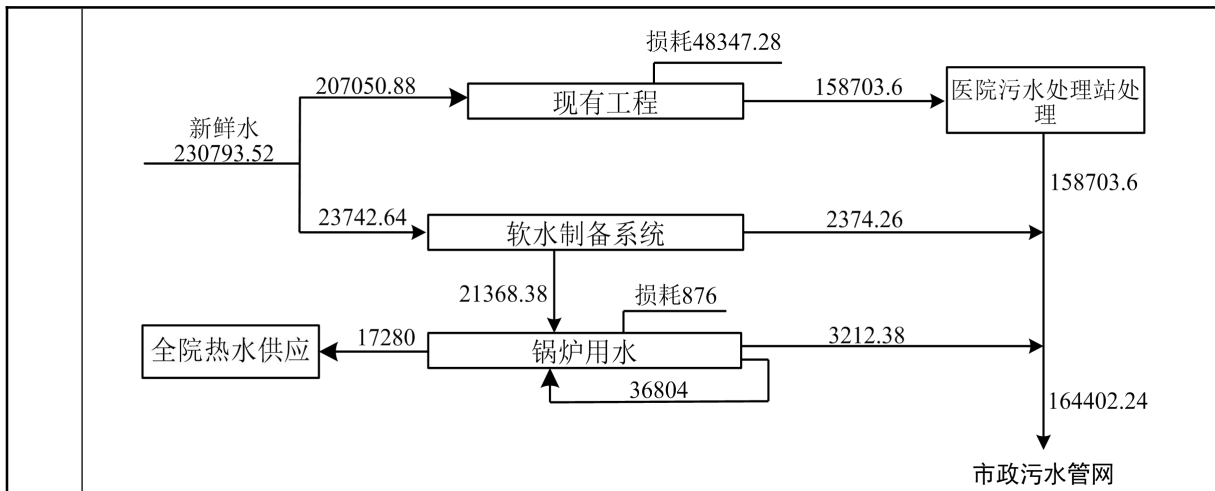 损耗48347.28
207050.88
现有工程
158703.6
医院污水处理站处
理
新鲜水
230793.52
158703.6
23742.64
软水制备系统
2374.26
21368.38
损耗876
全院热水供应
17280
锅炉用水
3212.38
36804
164402.24
市政污水管网